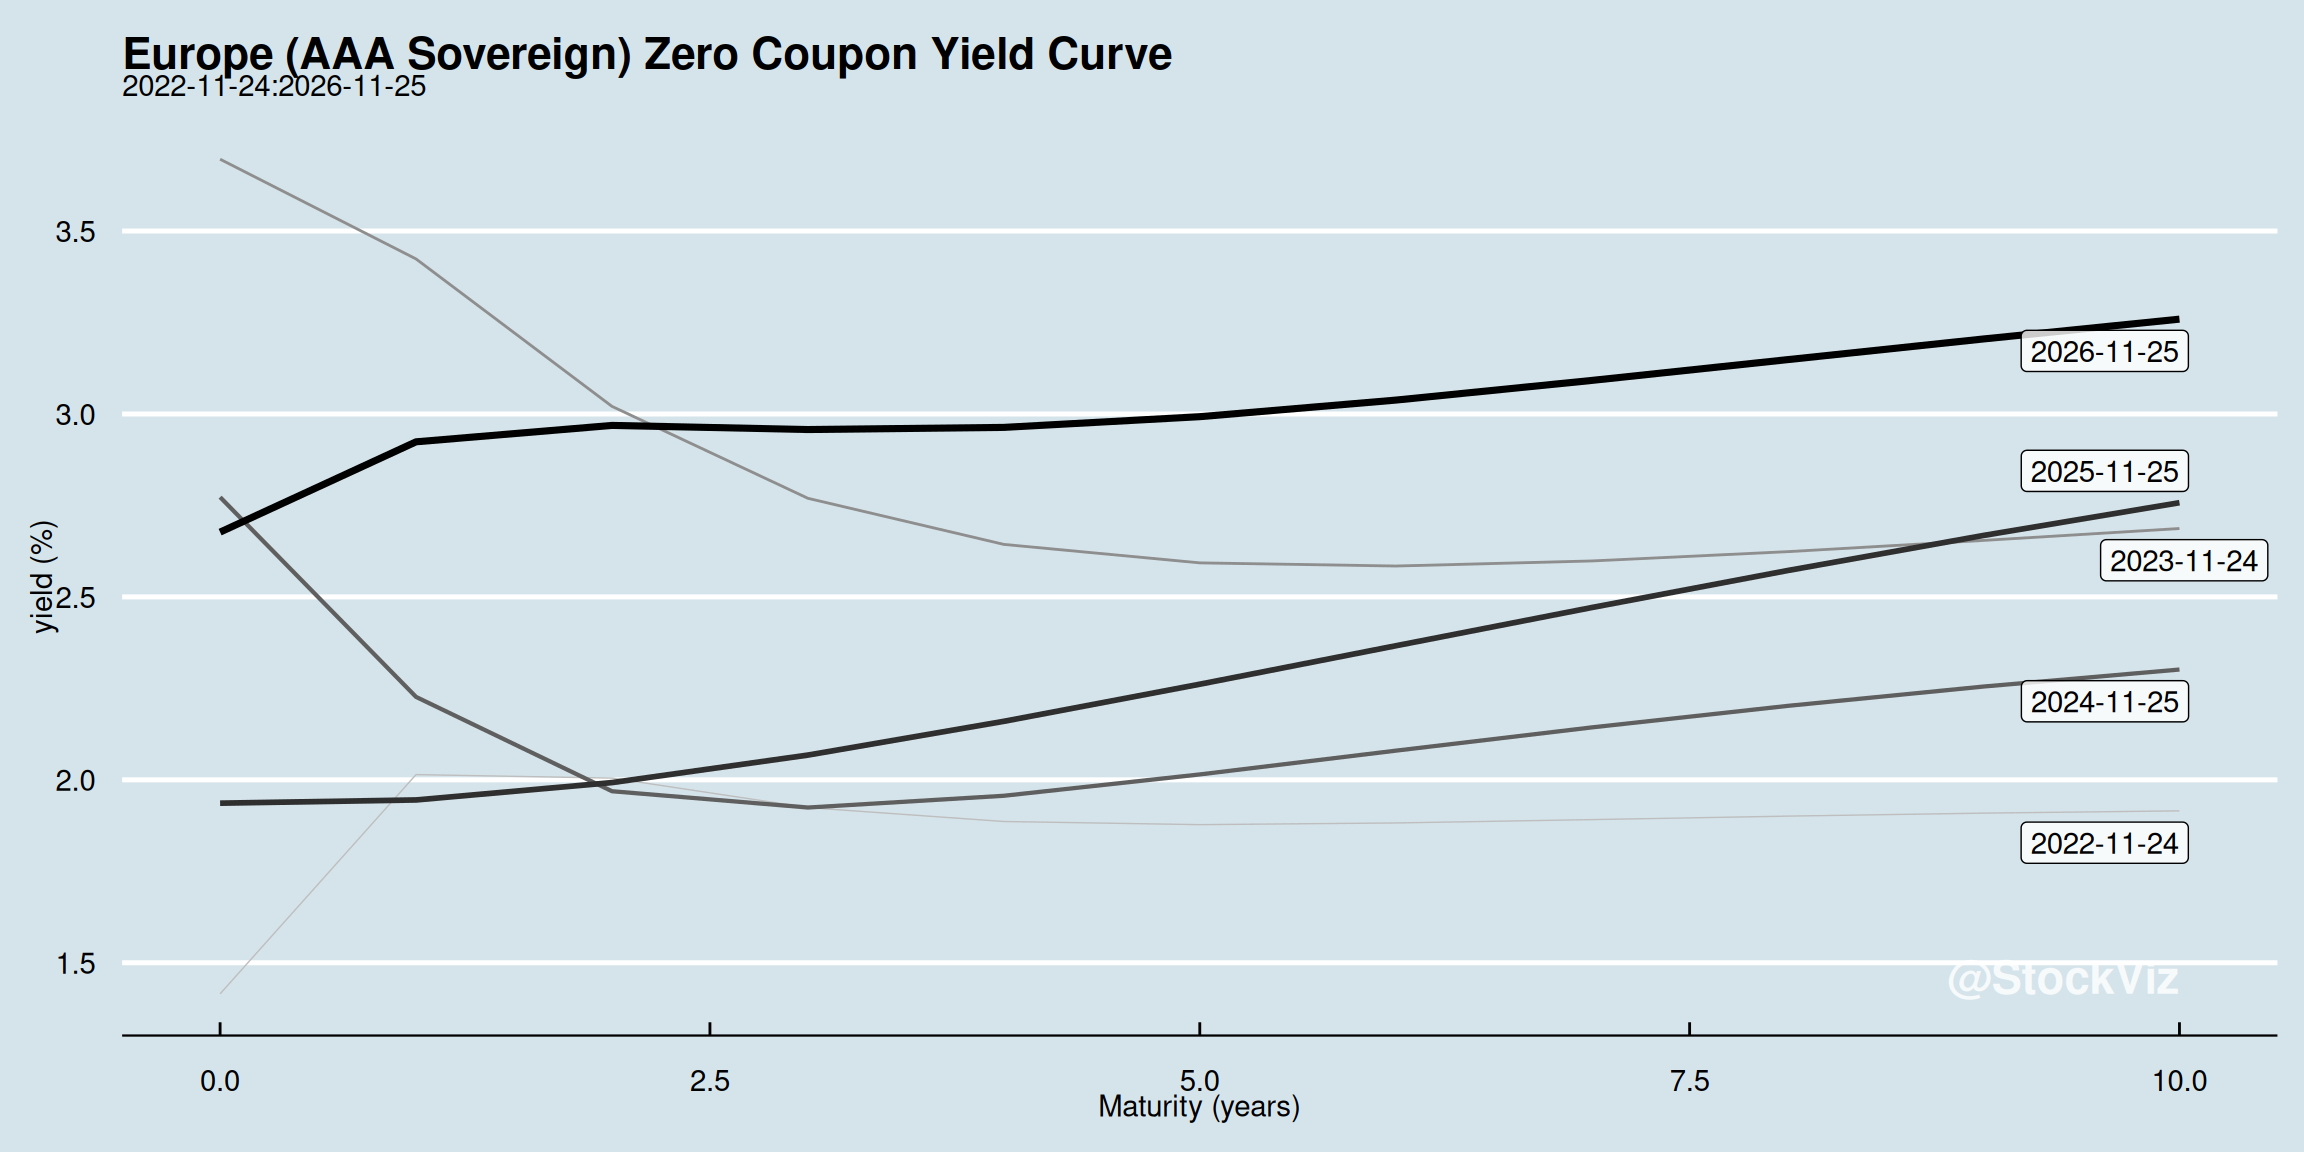 Europe (AAA Sovereign) Zero Coupon Yield Curve
2022-11-24:2026-11-25
yield (%)
3.5
3.0
2.5
2.0
1.5
2026-11-25
2025-11-25
2023-11-24
2024-11-25
2022-11-24
@StockViz
0.0 2.5 5.0 7.5 10.0
Maturity (years)